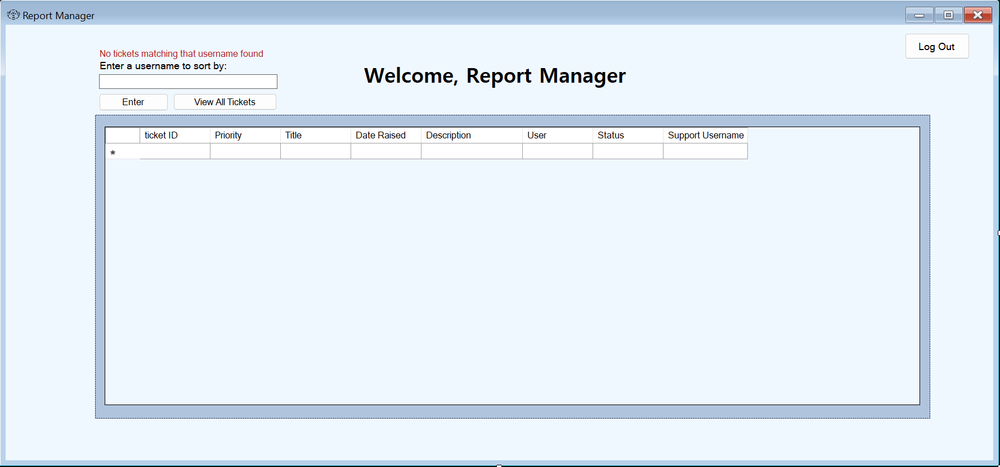 Report Manager
Log Out
No tickets matching that username found
Enter a username to sort by:
Welcome, Report Manager
Enter
View All Tickets
ticket ID Priority Title Date Raised Description User Status Support Username
*